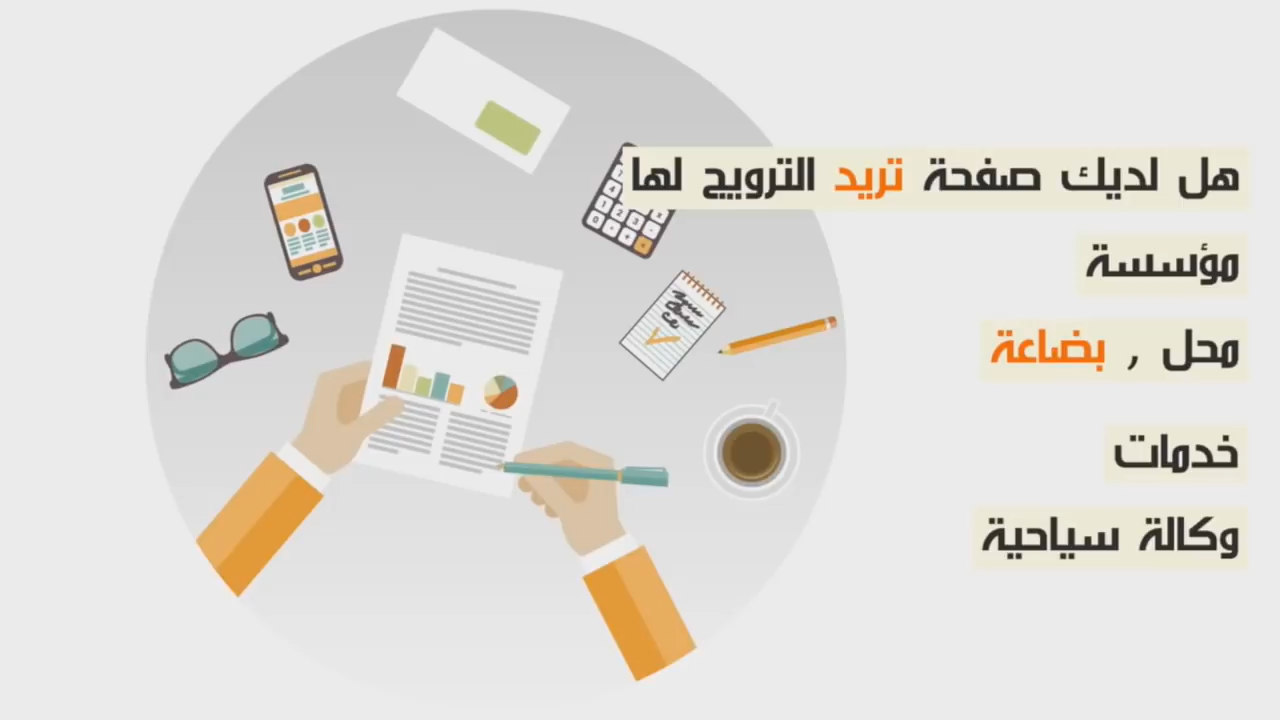 هل لديك صفحة تريد الترويج لها
مؤسسة
محل , بضاعة
خدمات
وكالة سياحية